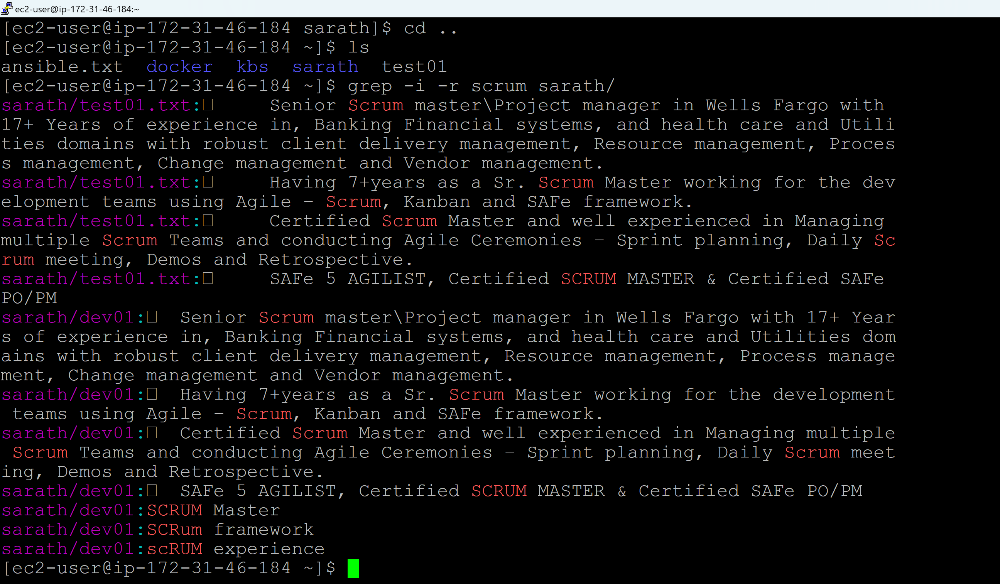 ec2-user@ip-172-31-46-184:~
[ec2-user@ip-172-31-46-184 sarath]$ cd ..
[ec2-user@ip-172-31-46-184 ~]$ ls
ansible.txt  docker  kbs  sarath  test01
[ec2-user@ip-172-31-46-184 ~]$ grep -i -r scrum sarath/
sarath/test01.txt:□     Senior Scrum master\Project manager in Wells Fargo with
17+ Years of experience in, Banking Financial systems, and health care and Utili
ties domains with robust client delivery management, Resource management, Proces
s management, Change management and Vendor management.
sarath/test01.txt:□     Having 7+years as a Sr. Scrum Master working for the dev
elopment teams using Agile – Scrum, Kanban and SAFe framework.
sarath/test01.txt:□     Certified Scrum Master and well experienced in Managing
multiple Scrum Teams and conducting Agile Ceremonies – Sprint planning, Daily Sc
rum meeting, Demos and Retrospective.
sarath/test01.txt:□     SAFe 5 AGILIST, Certified SCRUM MASTER & Certified SAFe
PO/PM
sarath/dev01:□  Senior Scrum master\Project manager in Wells Fargo with 17+ Year
s of experience in, Banking Financial systems, and health care and Utilities dom
ains with robust client delivery management, Resource management, Process manage
ment, Change management and Vendor management.
sarath/dev01:□  Having 7+years as a Sr. Scrum Master working for the development
 teams using Agile – Scrum, Kanban and SAFe framework.
sarath/dev01:□  Certified Scrum Master and well experienced in Managing multiple
 Scrum Teams and conducting Agile Ceremonies – Sprint planning, Daily Scrum meet
ing, Demos and Retrospective.
sarath/dev01:□  SAFe 5 AGILIST, Certified SCRUM MASTER & Certified SAFe PO/PM
sarath/dev01:SCRUM Master
sarath/dev01:SCRum framework
sarath/dev01:scRUM experience
[ec2-user@ip-172-31-46-184 ~]$